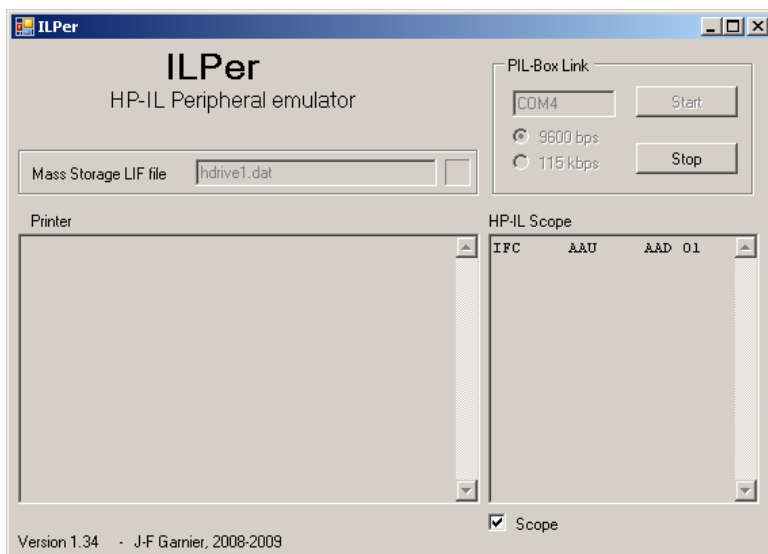 ILPer
ILPer
HP-IL Peripheral emulator
PIL-Box Link
COM4
Start
9600 bps
115 kbps
Stop
Mass Storage LIF file
hdrive1.dat
Printer
HP-IL Scope
IFC AAU AAD 01
Scope
Version 1.34 - J-F Garnier, 2008-2009